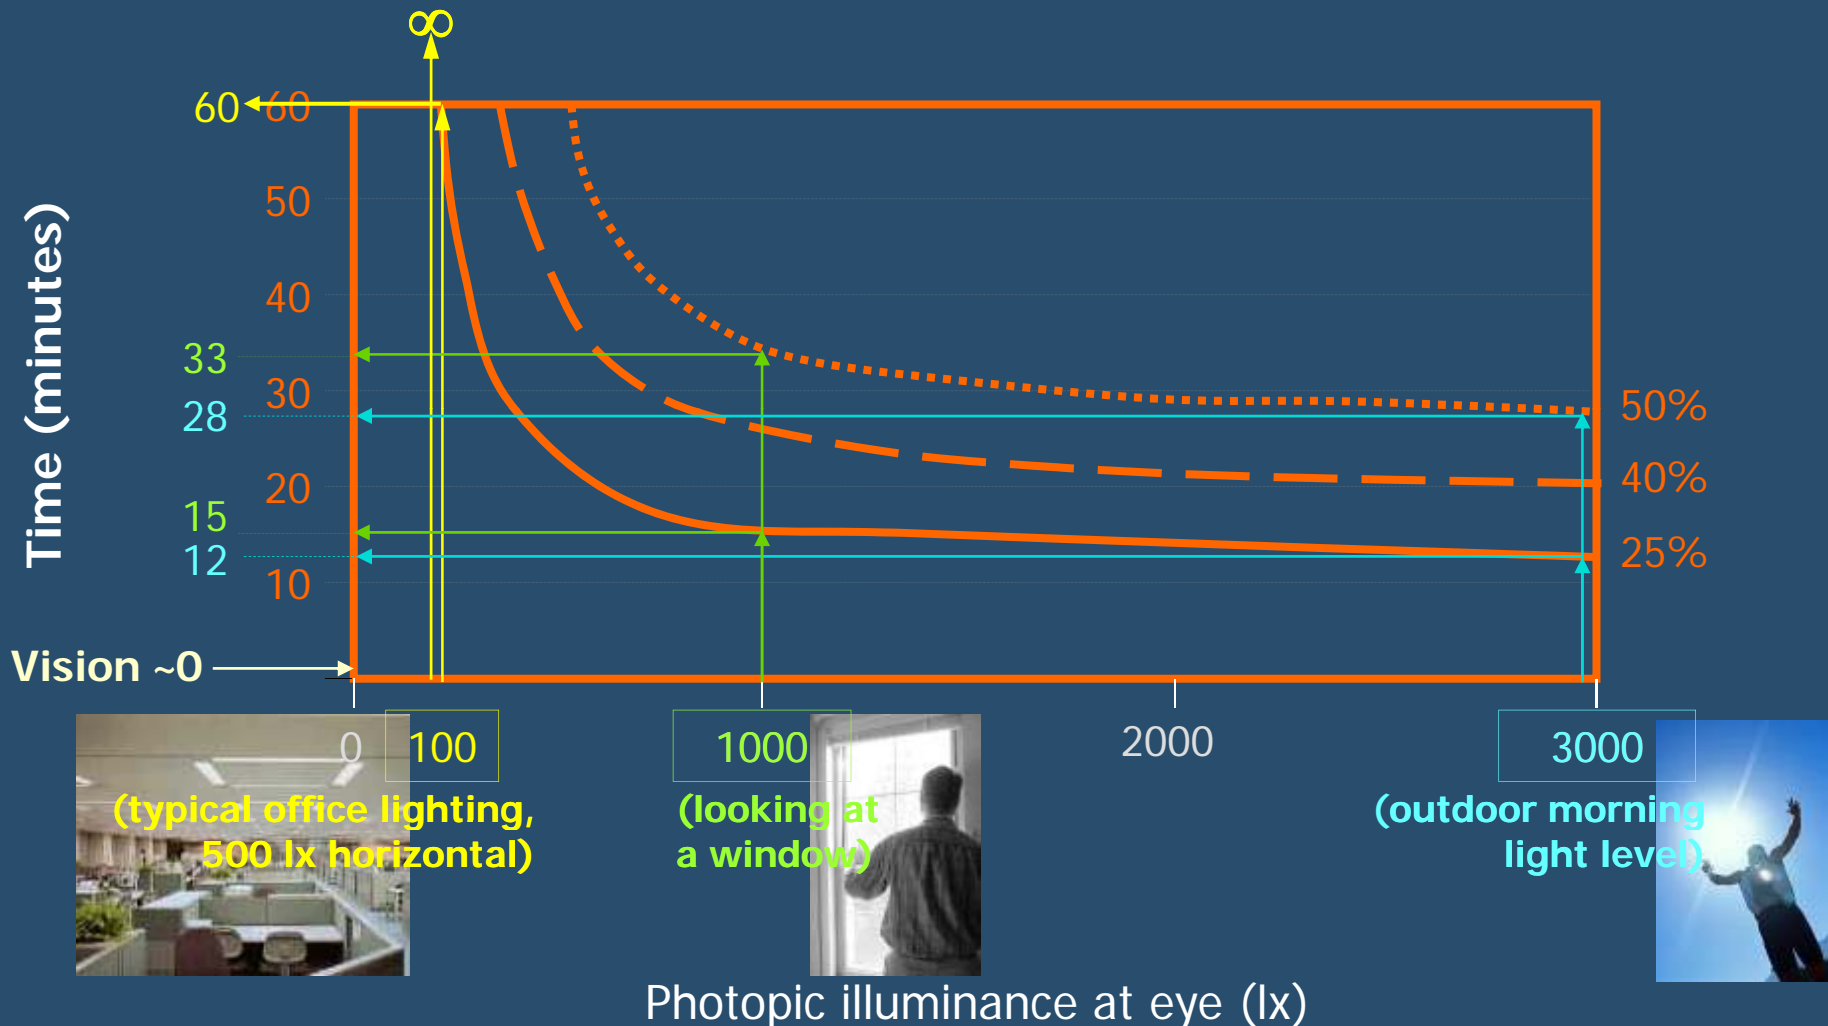 ∞
60
60
50
40
33
30
28
20
15
12
10
50%
40%
25%
Time (minutes)
Vision ~0
0
100
1000
2000
3000
(typical office lighting,
500 lx horizontal)
(looking at
a window)
(outdoor morning
light level)
Photopic illuminance at eye (lx)